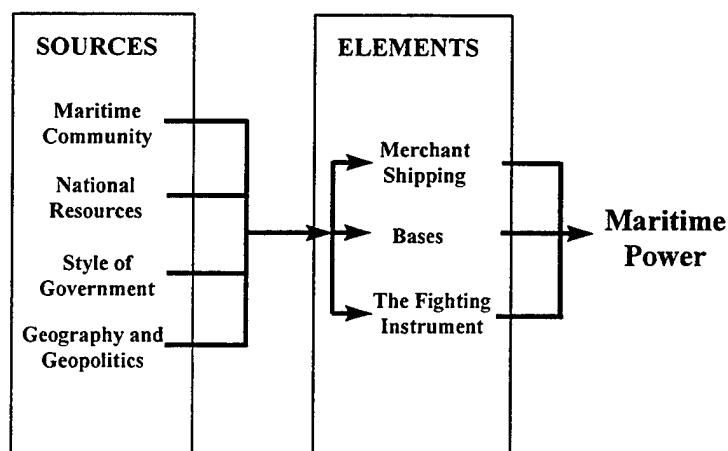 SOURCES
Maritime
Community
National
Resources
Style of
Government
Geography and
Geopolitics
ELEMENTS
Merchant
Shipping
Bases
The Fighting
Instrument
Maritime
Power